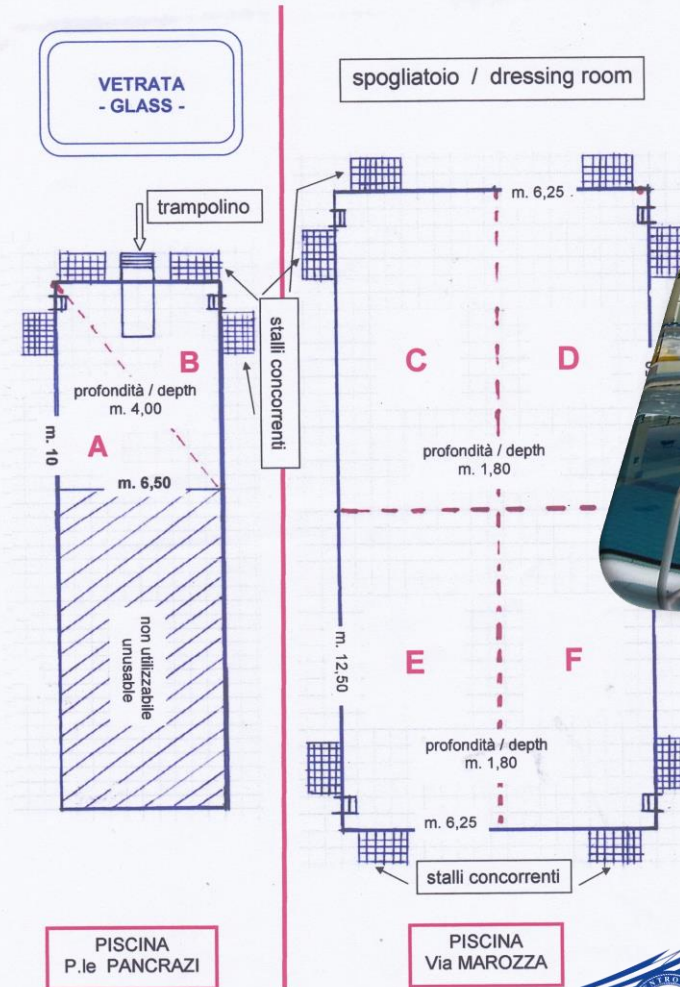 VETRATA
- GLASS -
spogliatoio / dressing room
trampolino
m. 6,25
stalli concorrenti
B
profondità / depth
m. 4,00
A
m. 10
m. 6,50
non utilizzabile
unusable
C
D
profondità / depth
m. 1,80
m. 12,50
E
F
profondità / depth
m. 1,80
m. 6,25
stalli concorrenti
PISCINA
P.le PANCRAZI
PISCINA
Via MAROZZA